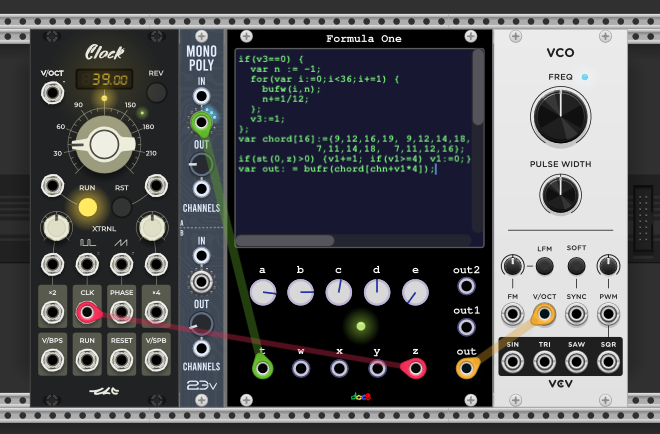 Clock
V/OCT
39.00
REV
90
150
60
180
30
210
RUN
RST
XTRNL
×2
CLK
PHASE
×4
V/BPS
RUN
RESET
V/SPB
MONO
POLY
IN
OUT
CHANNELS
A
B
IN
OUT
CHANNELS
23v
Formula One
if(v3==0) {
var n := -1;
for(var i:=0;i<36;i+=1) {
bufw(i,n);
n+=1/12;
};
v3:=1;
};
var chord[16]:={9,12,16,19, 9,12,14,18,
7,11,14,18, 7,11,12,16};
if(st(0,z)>0) {v1+=1; if(v1>=4) v1:=0;}
var out: = bufr(chord[chn+v1*4]);
a b c d e out2
out1
t w x y z out
docB
VCO
FREQ
PULSE WIDTH
LFM
SOFT
FM
V/OCT
SYNC
PWM
SIN
TRI
SAW
SQR
VCV